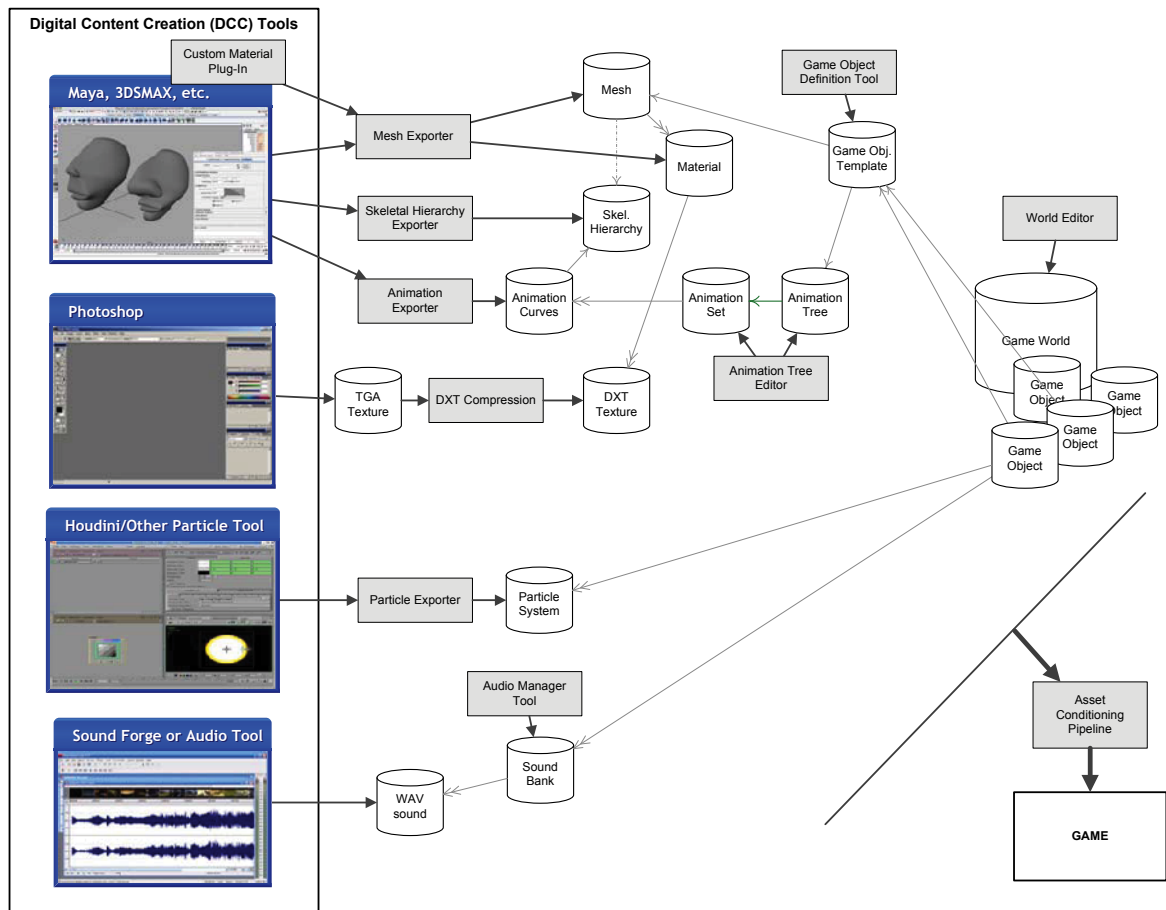 Digital Content Creation (DCC) Tools
Custom Material
Plug-In
Maya, 3DSMAX, etc.
Mesh Exporter
Mesh
Material
Game Object
Definition Tool
Game Obj.
Template
Skeletal Hierarchy
Exporter
Skel.
Hierarchy
World Editor
Animation
Exporter
Animation
Curves
Animation
Set
Animation
Tree
Animation Tree
Editor
Game World
Game
Object
Game
Object
Game
Object
Game
Object
Photoshop
TGA
Texture
DXT Compression
DXT
Texture
Houdini/Other Particle Tool
Particle Exporter
Particle
System
Audio Manager
Tool
Sound
Bank
Sound Forge or Audio Tool
WAV
sound
Asset
Conditioning
Pipeline
GAME